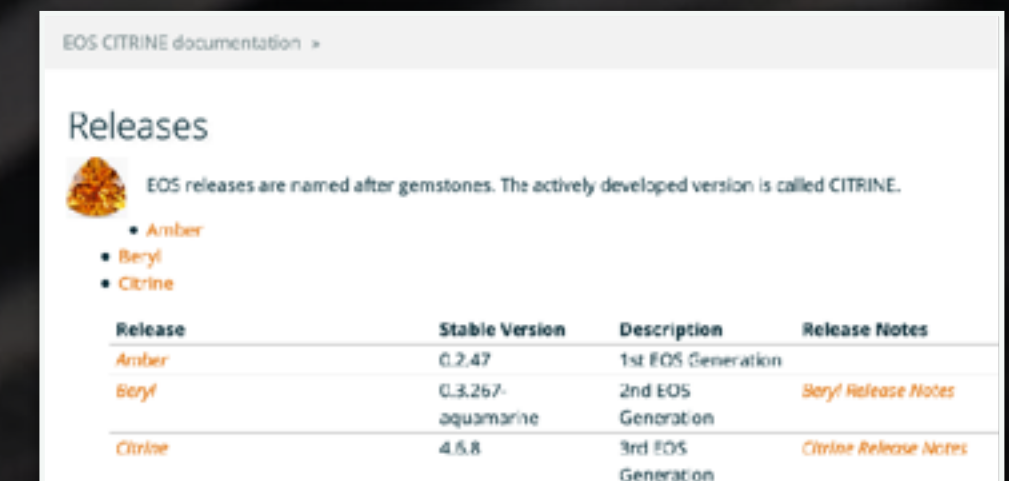 EOS CITRINE documentation »
Releases
EOS releases are named after gemstones. The actively developed version is called CITRINE.
• Amber
• Beryl
• Citrine
Release Stable Version Description Release Notes
Amber 0.2.47 1st EOS Generation
Beryl 0.3.267- 2nd EOS Beryl Release Notes
aquamarine Generation
Citrine 4.6.8 3rd EOS Citrine Release Notes
Generation